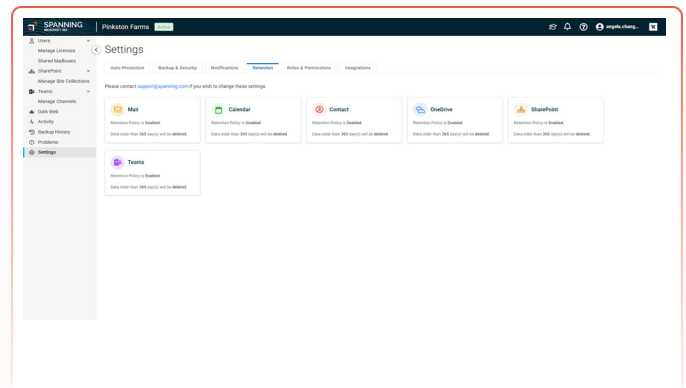 SPANNING
MICROSOFT 365
Pinkston Farms
Active
angela.chang...
N
Users
Manage Licenses
Shared Mailboxes
SharePoint
Manage Site Collections
Teams
Manage Channels
Dark Web
Activity
Backup History
Problems
Settings
Settings
Auto-Protection Backup & Security Notifications Retention Roles & Permissions Integrations
Please contact support@spanning.com if you wish to change these settings.
Mail
Retention Policy is Enabled.
Data older than 365 day(s) will be deleted.
Calendar
Retention Policy is Enabled.
Data older than 365 day(s) will be deleted.
Contact
Retention Policy is Enabled.
Data older than 365 day(s) will be deleted.
OneDrive
Retention Policy is Enabled.
Data older than 365 day(s) will be deleted.
SharePoint
Retention Policy is Enabled.
Data older than 365 day(s) will be deleted.
Teams
Retention Policy is Enabled.
Data older than 365 day(s) will be deleted.